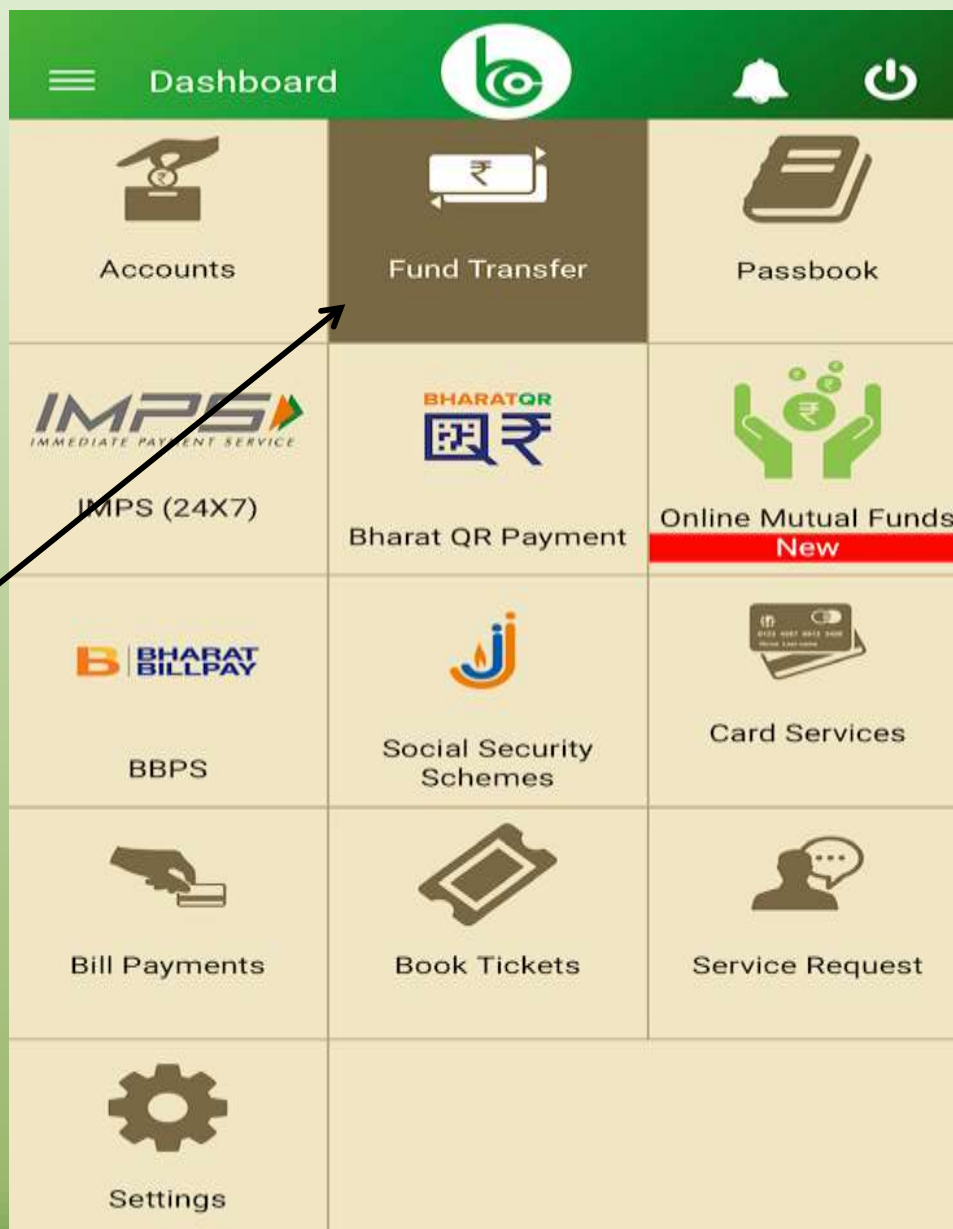 Dashboard
Accounts
Fund Transfer
Passbook
IMPS
IMMEDIATE PAYMENT SERVICE
IMPS (24X7)
BHARATQR
Bharat QR Payment
Online Mutual Funds
New
BHARAT
BILLPAY
BBPS
Social Security
Schemes
Card Services
Bill Payments
Book Tickets
Service Request
Settings